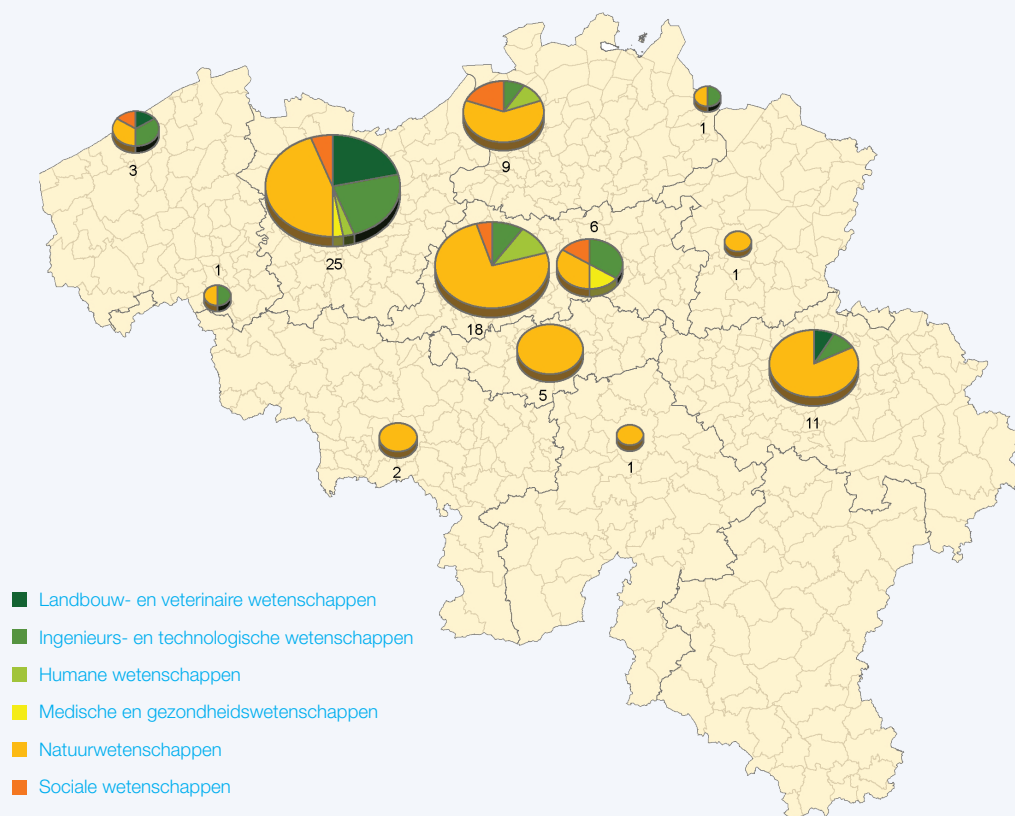 1
3
9
6
25
1
1
18
5
11
2
1
Landbouw- en veterinaire wetenschappen
Ingenieurs- en technologische wetenschappen
Humane wetenschappen
Medische en gezondheidswetenschappen
Natuurwetenschappen
Sociale wetenschappen